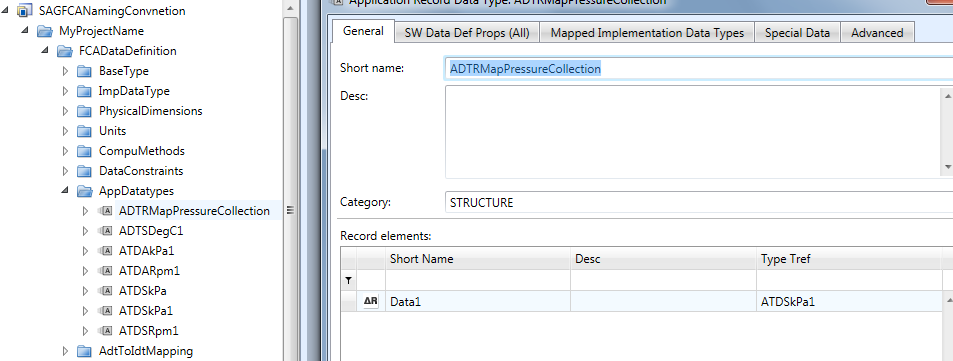 SAGFCANamingConvnetion
MyProjectName
FCADataDefinition
BaseType
ImpDataType
PhysicalDimensions
Units
CompuMethods
DataConstraints
AppDatatypes
ADTRMapPressureCollection
ADTSDegC1
ATDAkPa1
ATDARpm1
ATDSkPa
ATDSkPa1
ATDSRpm1
AdtToIdtMapping
Application Record Data Type: ADTRMapPressureCollection
General SW Data Def Props (All) Mapped Implementation Data Types Special Data Advanced
Short name: ADTRMapPressureCollection
Desc:
Category: STRUCTURE
Record elements:
Short Name Desc Type Tref
ΔR Data1 ATDSkPa1